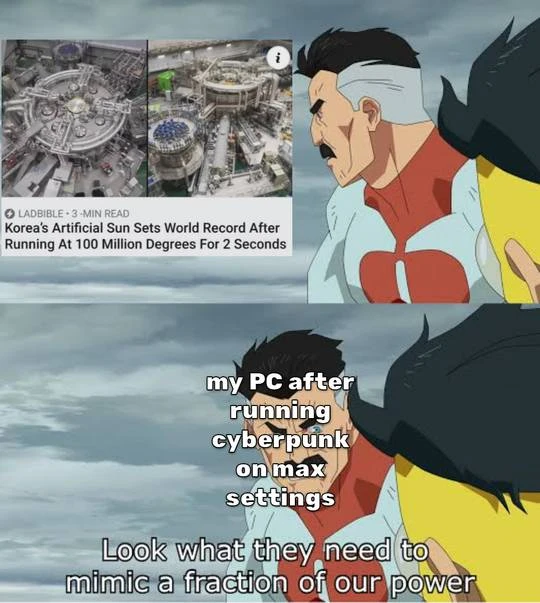 i
LADBIBLE • 3-MIN READ
Korea's Artificial Sun Sets World Record After
Running At 100 Million Degrees For 2 Seconds
my PC after
running
cyberpunk
on max
settings
Look what they need to
mimic a fraction of our power